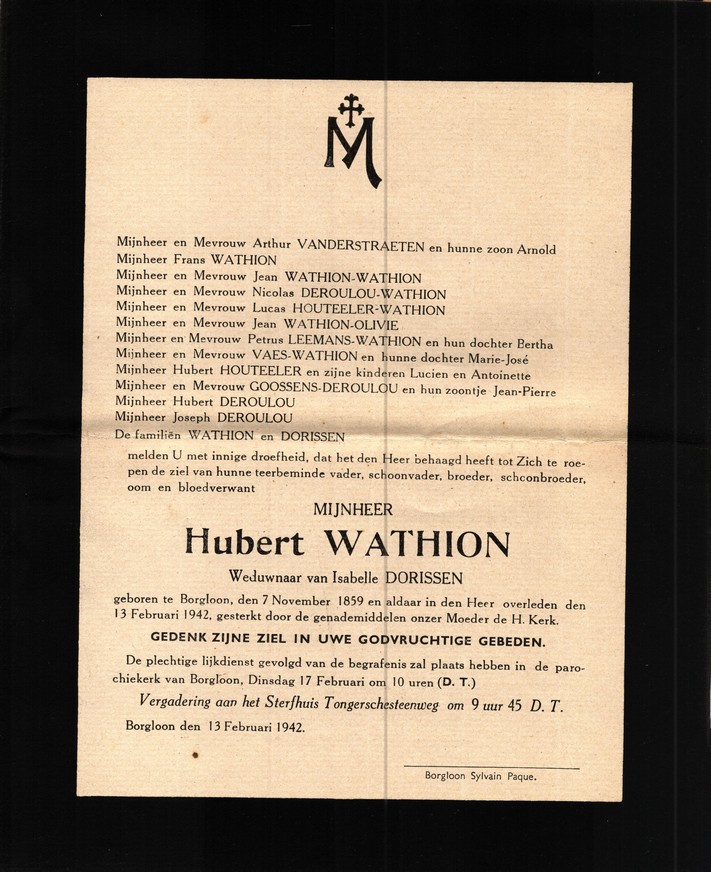 M
Mijnheer en Mevrouw Arthur VANDERSTRAETEN en hunne zoon Arnold
Mijnheer Frans WATHION
Mijnheer en Mevrouw Jean WATHION-WATHION
Mijnheer en Mevrouw Nicolas DEROULOU-WATHION
Mijnheer en Mevrouw Lucas HOUTEELER-WATHION
Mijnheer en Mevrouw Jean WATHION-OLIVIE
Mijnheer en Mevrouw Petrus LEEMANS-WATHION en hun dochter Bertha
Mijnheer en Mevrouw VAES-WATHION en hunne dochter Marie-José
Mijnheer Hubert HOUTEELER en zijne kinderen Lucien en Antoinette
Mijnheer en Mevrouw GOOSSENS-DEROULOU en hun zoontje Jean-Pierre
Mijnheer Hubert DEROULOU
Mijnheer Joseph DEROULOU
De familiën WATHION en DORISSEN
melden U met innige droefheid, dat het den Heer behaagd heeft tot Zich te roe-
pen de ziel van hunne teerbeminde vader, schoonvader, broeder, schoonbroeder,
oom en bloedverwant
MIJNHEER
Hubert WATHION
Weduwnaar van Isabelle DORISSEN
geboren te Borgloon, den 7 November 1859 en aldaar in den Heer overleden den
13 Februari 1942, gesterkt door de genademiddelen onzer Moeder de H. Kerk.
GEDENK ZIJNE ZIEL IN UWE GODVRUCHTIGE GEBEDEN.
De plechtige lijkdienst gevolgd van de begrafenis zal plaats hebben in de paro-
chiekerk van Borgloon, Dinsdag 17 Februari om 10 uren (D. T.)
Vergadering aan het Sterfhuis Tongerschesteenweg om 9 uur 45 D. T.
Borgloon den 13 Februari 1942.
Borgloon Sylvain Paque.